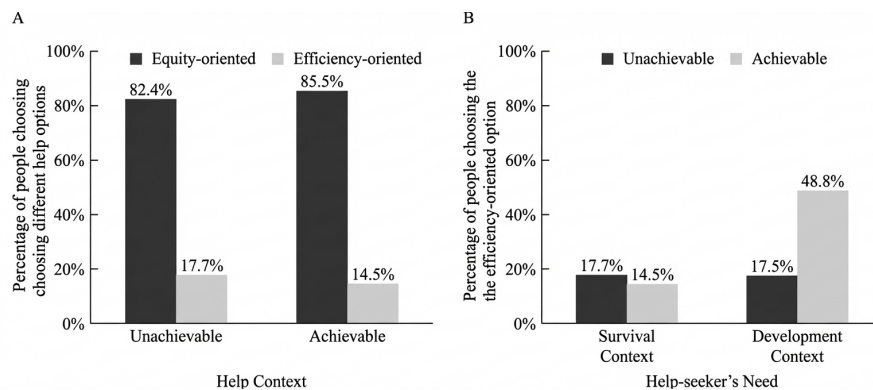 A
Percentage of people choosing
choosing different help options
100%
80%
60%
40%
20%
0%
Equity-oriented
Efficiency-oriented
82.4%
17.7%
85.5%
14.5%
Unachievable
Achievable
Help Context
B
Percentage of people choosing the
the efficiency-oriented option
100%
80%
60%
40%
20%
0%
Unachievable
Achievable
17.7%
14.5%
17.5%
48.8%
Survival
Context
Development
Context
Help-seeker's Need